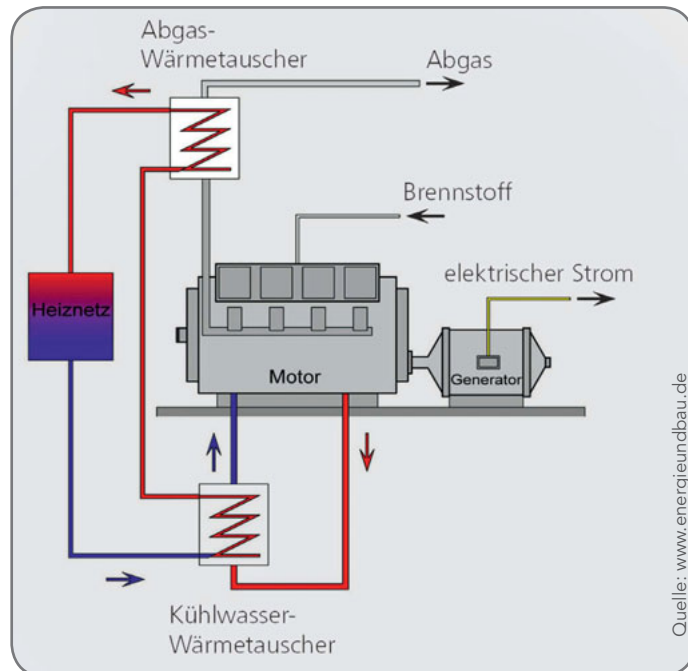 Abgas-
Wärmetauscher
Abgas
Brennstoff
elektrischer Strom
Heiznetz
Motor
Generator
Kühlwasser-
Wärmetauscher
Quelle: www.energieundbau.de